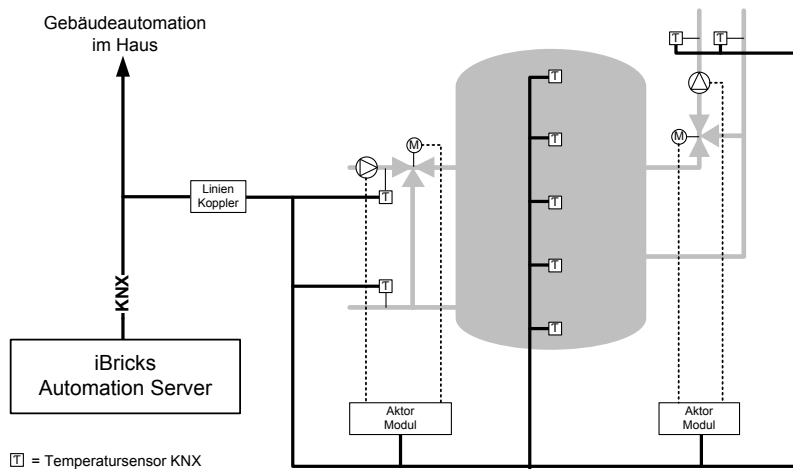 Gebäudeautomation
im Haus
T
T
T
M
M
T
Linien
Koppler
T
T
T
T
KNX
T
T
iBricks
Automation Server
Aktor
Modul
Aktor
Modul
T = Temperatursensor KNX